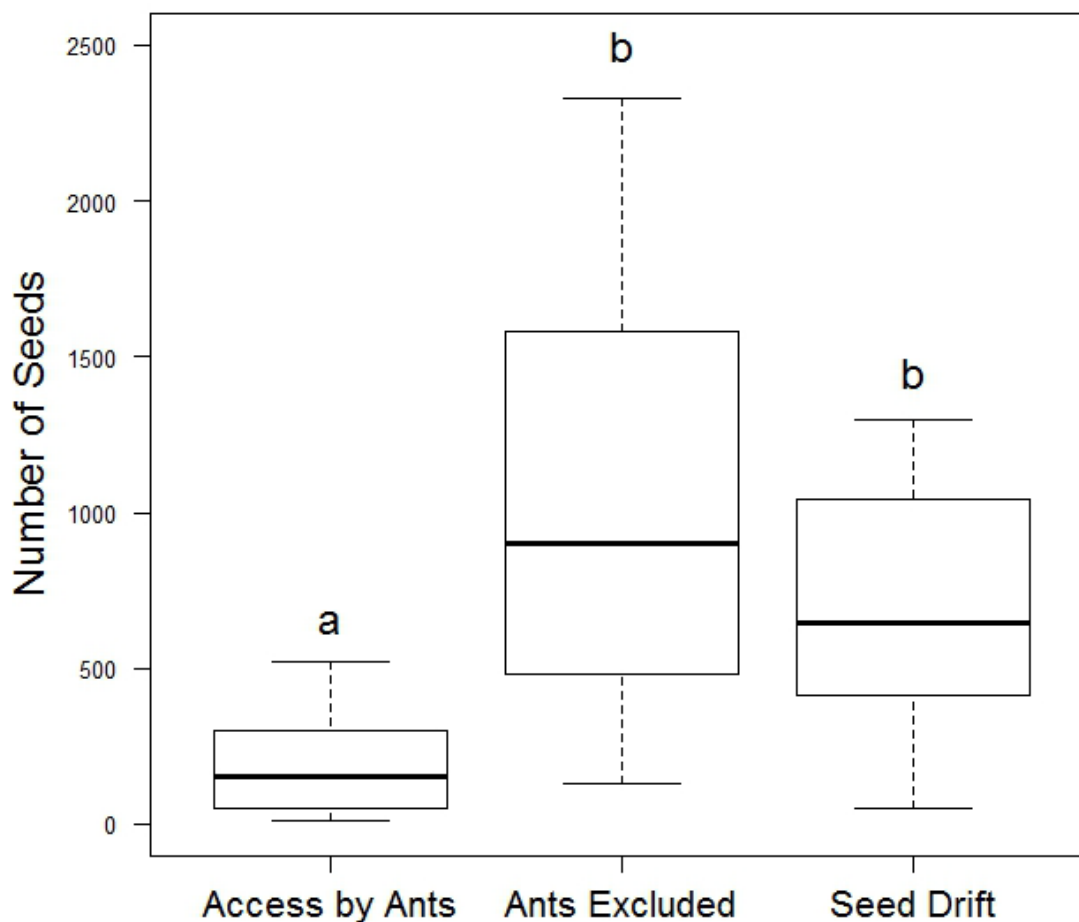 Number of Seeds
2500
2000
1500
1000
500
0
a
b
b
Access by Ants
Ants Excluded
Seed Drift